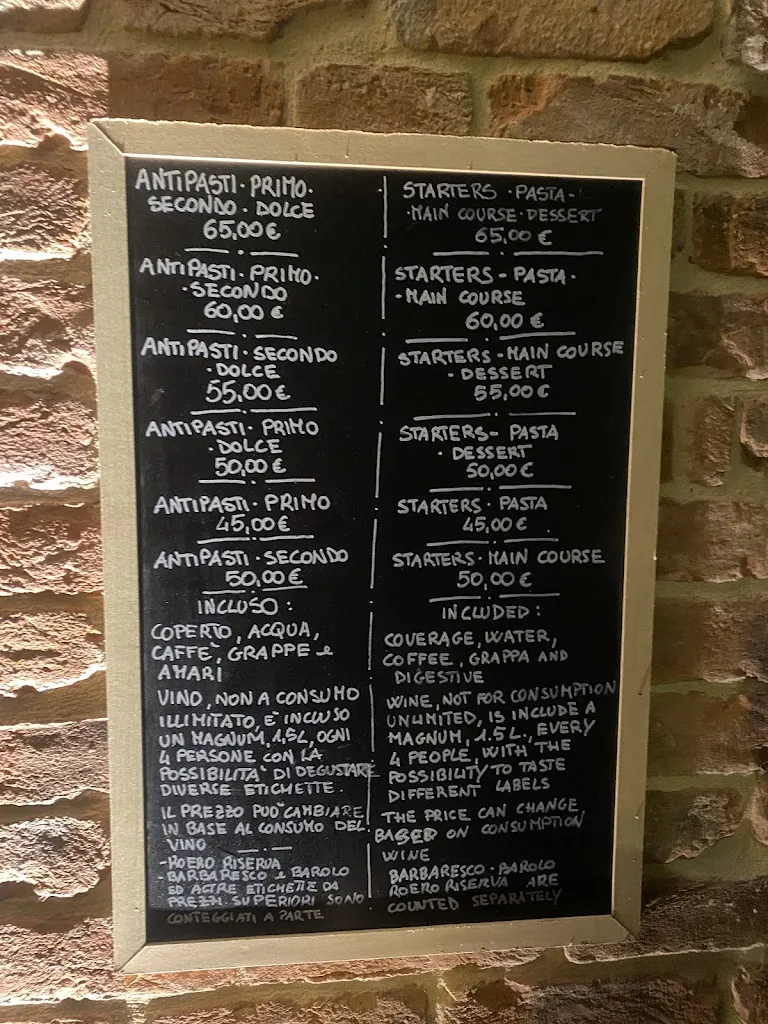 ANTIPASTI · PRIMO ·
SECONDO · DOLCE
65,00 €
ANTIPASTI · PRIMO ·
· SECONDO
60,00 €
ANTIPASTI · SECONDO
· DOLCE
55,00 €
ANTIPASTI · PRIMO
· DOLCE
50,00 €
ANTIPASTI · PRIMO
45,00 €
ANTIPASTI · SECONDO
50,00 €
INCLUSO :
COPERTO, ACQUA,
CAFFE', GRAPPE e
AMARI
VINO, NON A CONSUMO
ILLIMITATO, E' INCLUSO
UN MAGNUM, 1,5 L, OGNI
4 PERSONE CON LA
POSSIBILITA' DI DEGUSTARE
DIVERSE ETICHETTE.
IL PREZZO PUO' CAMBIARE
IN BASE AL CONSUMO DEL
VINO
- ROERO RISERVA
- BARBARESCO e BAROLO
ED ALTRE ETICHETTE DA
PREZZI SUPERIORI SONO
CONTEGGIATI A PARTE
STARTERS · PASTA -
· MAIN COURSE · DESSERT
65,00 €
STARTERS - PASTA ·
· MAIN COURSE
60,00 €
STARTERS - MAIN COURSE
· DESSERT
55,00 €
STARTERS - PASTA
· DESSERT
50,00 €
STARTERS · PASTA
45,00 €
STARTERS · MAIN COURSE
50,00 €
INCLUDED :
COVERAGE, WATER,
COFFEE, GRAPPA AND
DIGESTIVE
WINE, NOT FOR CONSUMPTION
UNLIMITED, IS INCLUDE A
MAGNUM, 1.5 L., EVERY
4 PEOPLE, WITH THE
POSSIBILITY TO TASTE
DIFFERENT LABELS
THE PRICE CAN CHANGE
BASED ON CONSUMPTION
WINE
BARBARESCO · BAROLO
ROERO RISERVA ARE
COUNTED SEPARATELY